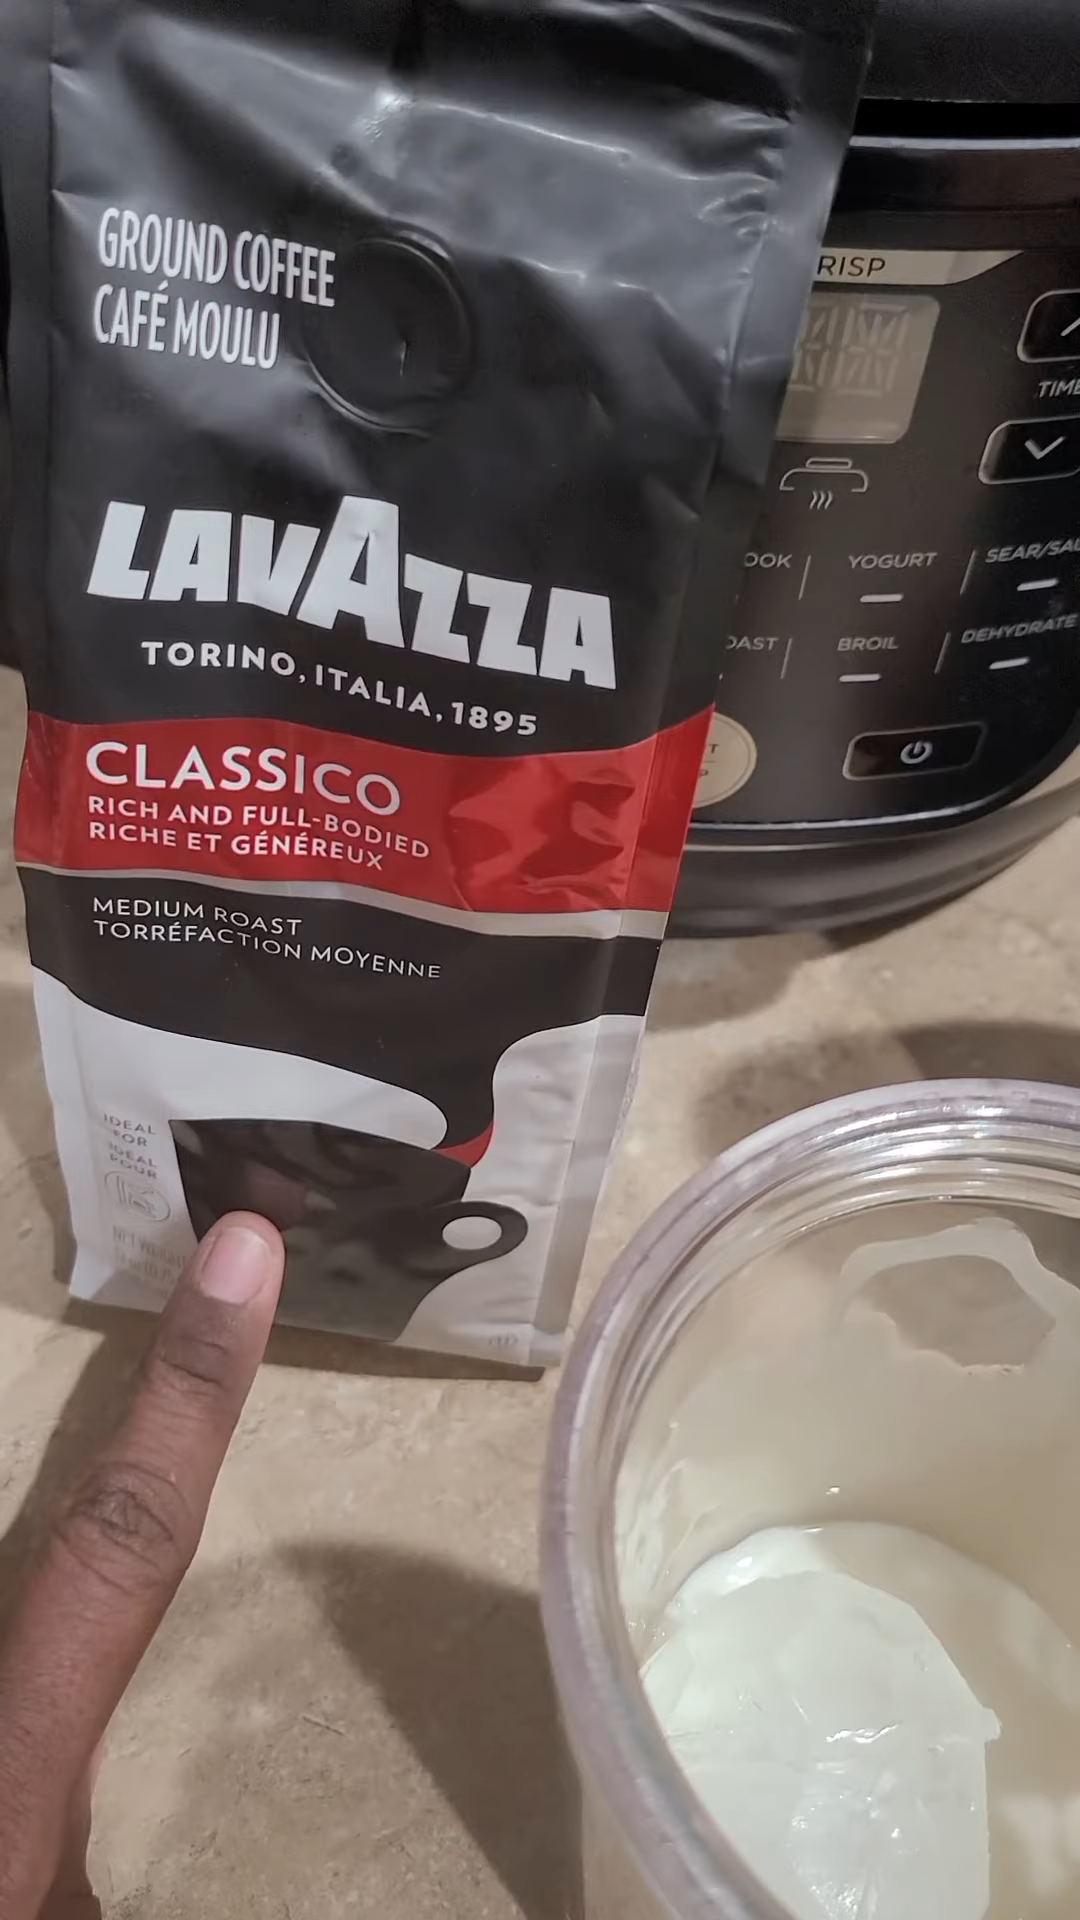 GROUND COFFEE
CAFÉ MOULU
LAVAZZA
TORINO, ITALIA, 1895
CLASSICO
RICH AND FULL-BODIED
RICHE ET GÉNÉREUX
MEDIUM ROAST
TORRÉFACTION MOYENNE
IDEAL
FOR
IDEAL
POUR
RISP
TIME
OOK
YOGURT
SEAR/SAU
OAST
BROIL
DEHYDRATE